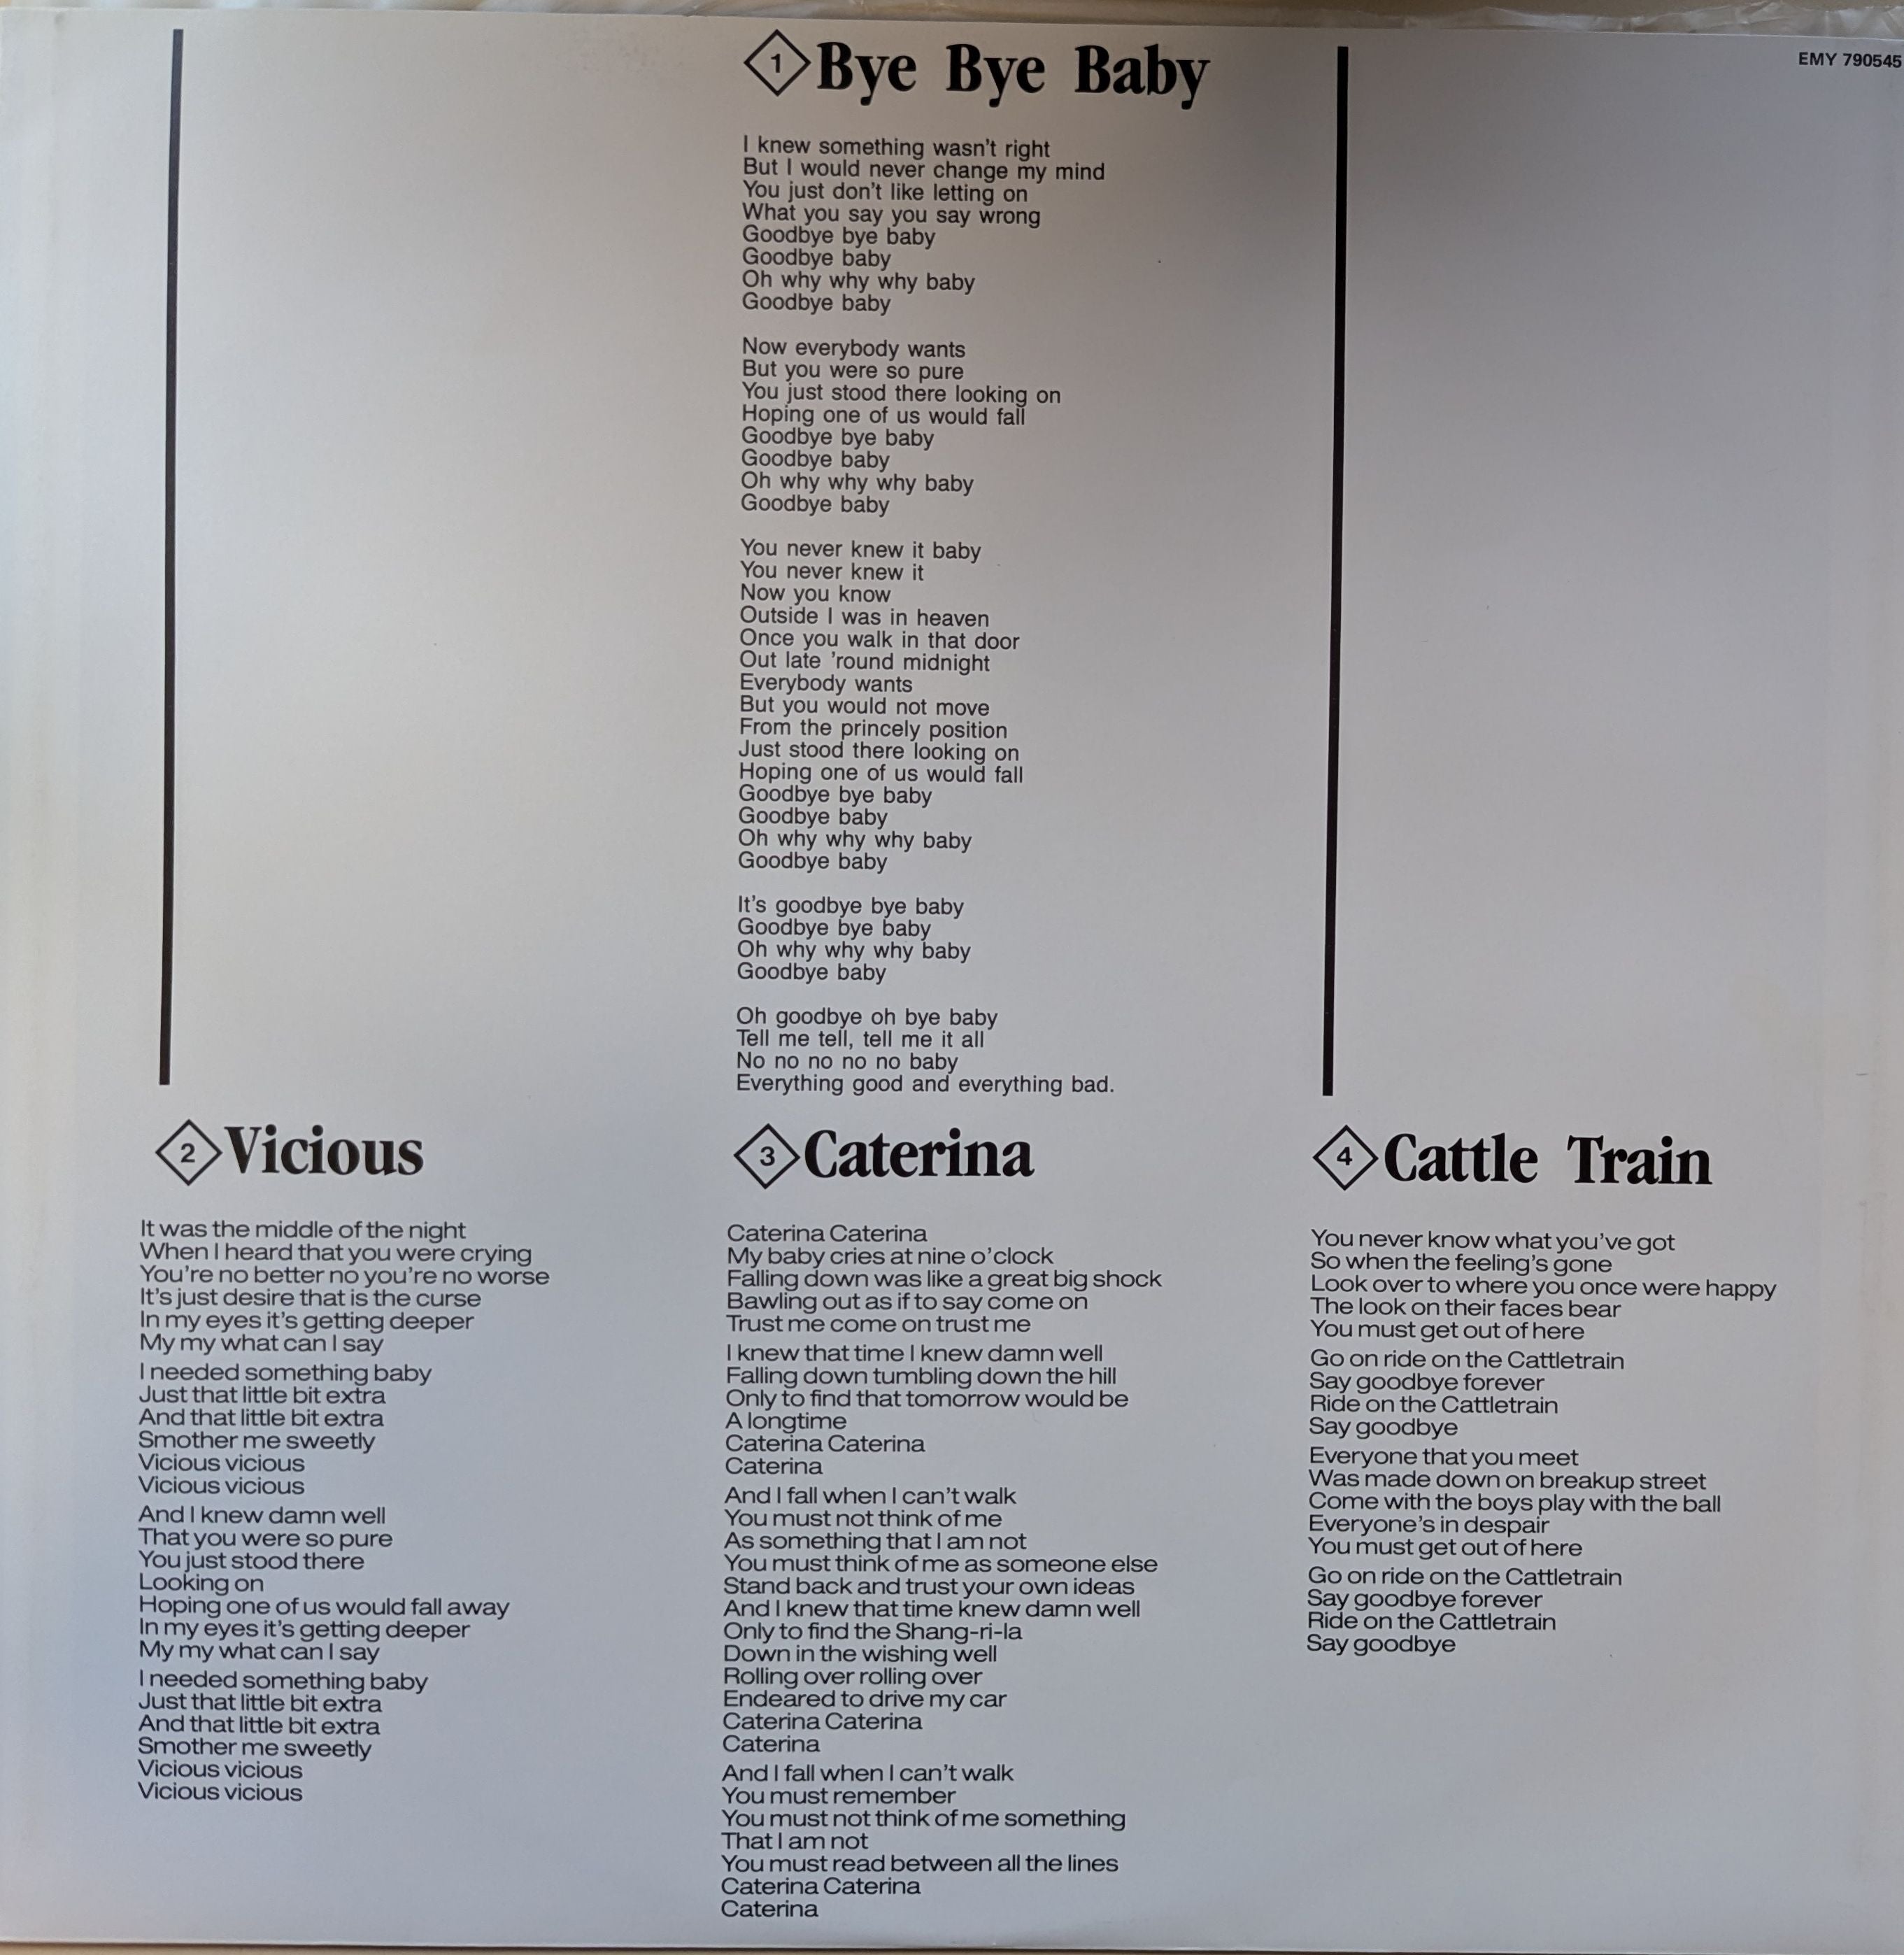 1 Bye Bye Baby
EMY 790545
I knew something wasn't right
But I would never change my mind
You just don't like letting on
What you say you say wrong
Goodbye bye baby
Goodbye baby
Oh why why why baby
Goodbye baby
Now everybody wants
But you were so pure
You just stood there looking on
Hoping one of us would fall
Goodbye bye baby
Goodbye baby
Oh why why why baby
Goodbye baby
You never knew it baby
You never knew it
Now you know
Outside I was in heaven
Once you walk in that door
Out late 'round midnight
Everybody wants
But you would not move
From the princely position
Just stood there looking on
Hoping one of us would fall
Goodbye bye baby
Goodbye baby
Oh why why why baby
Goodbye baby
It's goodbye bye baby
Goodbye bye baby
Oh why why why baby
Goodbye baby
Oh goodbye oh bye baby
Tell me tell, tell me it all
No no no no no baby
Everything good and everything bad.
2 Vicious
It was the middle of the night
When I heard that you were crying
You're no better no you're no worse
It's just desire that is the curse
In my eyes it's getting deeper
My my what can I say
I needed something baby
Just that little bit extra
And that little bit extra
Smother me sweetly
Vicious vicious
Vicious vicious
And I knew damn well
That you were so pure
You just stood there
Looking on
Hoping one of us would fall away
In my eyes it's getting deeper
My my what can I say
I needed something baby
Just that little bit extra
And that little bit extra
Smother me sweetly
Vicious vicious
Vicious vicious
3 Caterina
Caterina Caterina
My baby cries at nine o'clock
Falling down was like a great big shock
Bawling out as if to say come on
Trust me come on trust me
I knew that time I knew damn well
Falling down tumbling down the hill
Only to find that tomorrow would be
A longtime
Caterina Caterina
Caterina
And I fall when I can't walk
You must not think of me
As something that I am not
You must think of me as someone else
Stand back and trust your own ideas
And I knew that time knew damn well
Only to find the Shang-ri-la
Down in the wishing well
Rolling over rolling over
Endeared to drive my car
Caterina Caterina
Caterina
And I fall when I can't walk
You must remember
You must not think of me something
That I am not
You must read between all the lines
Caterina Caterina
Caterina
4 Cattle Train
You never know what you've got
So when the feeling's gone
Look over to where you once were happy
The look on their faces bear
You must get out of here
Go on ride on the Cattletrain
Say goodbye forever
Ride on the Cattletrain
Say goodbye
Everyone that you meet
Was made down on breakup street
Come with the boys play with the ball
Everyone's in despair
You must get out of here
Go on ride on the Cattletrain
Say goodbye forever
Ride on the Cattletrain
Say goodbye